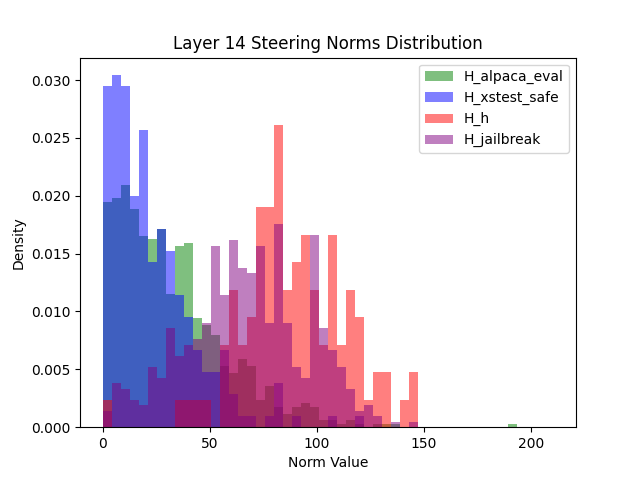 Layer 14 Steering Norms Distribution
H_alpaca_eval
H_xstest_safe
H_h
H_jailbreak
Density
0.030
0.025
0.020
0.015
0.010
0.005
0.000
0 50 100 150 200
Norm Value